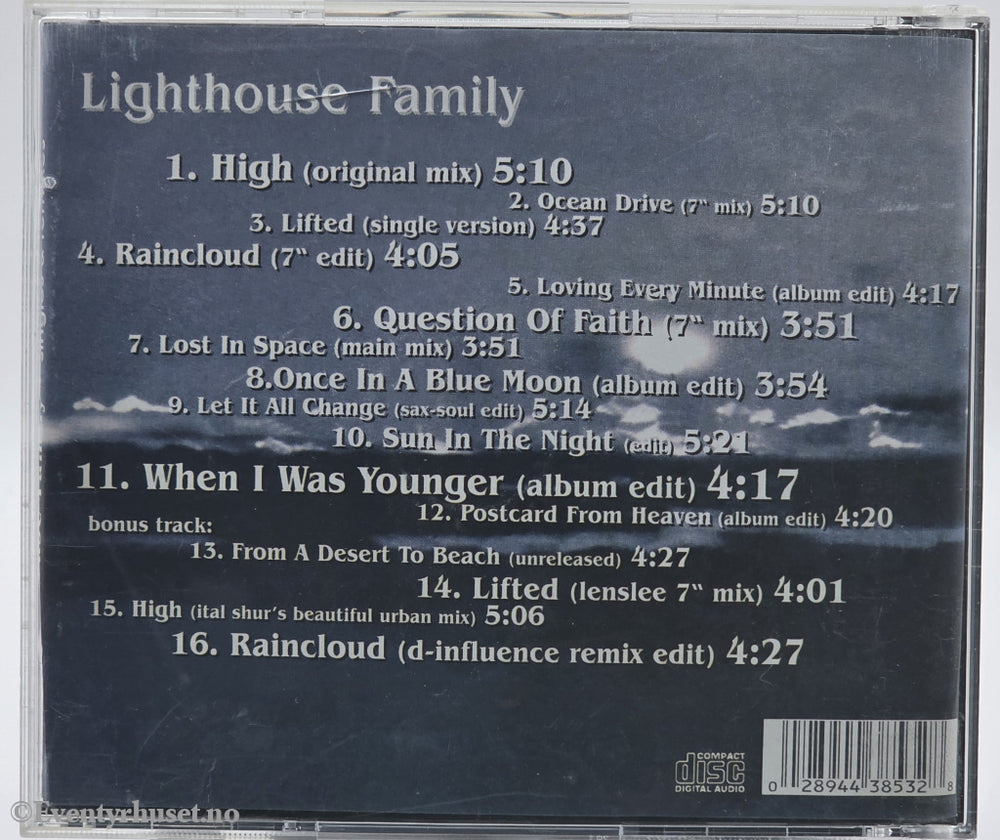 Lighthouse Family
1. High (original mix) 5:10
2. Ocean Drive (7" mix) 5:10
3. Lifted (single version) 4:37
4. Raincloud (7" edit) 4:05
5. Loving Every Minute (album edit) 4:17
6. Question Of Faith (7" mix) 3:51
7. Lost In Space (main mix) 3:51
8.Once In A Blue Moon (album edit) 3:54
9. Let It All Change (sax-soul edit) 5:14
10. Sun In The Night (edit) 5:21
11. When I Was Younger (album edit) 4:17
12. Postcard From Heaven (album edit) 4:20
bonus track:
13. From A Desert To Beach (unreleased) 4:27
14. Lifted (lenslee 7" mix) 4:01
15. High (ital shur's beautiful urban mix) 5:06
16. Raincloud (d-influence remix edit) 4:27
COMPACT
disc
DIGITAL AUDIO
0 28944 38532 8
©Eventyrhuset.no